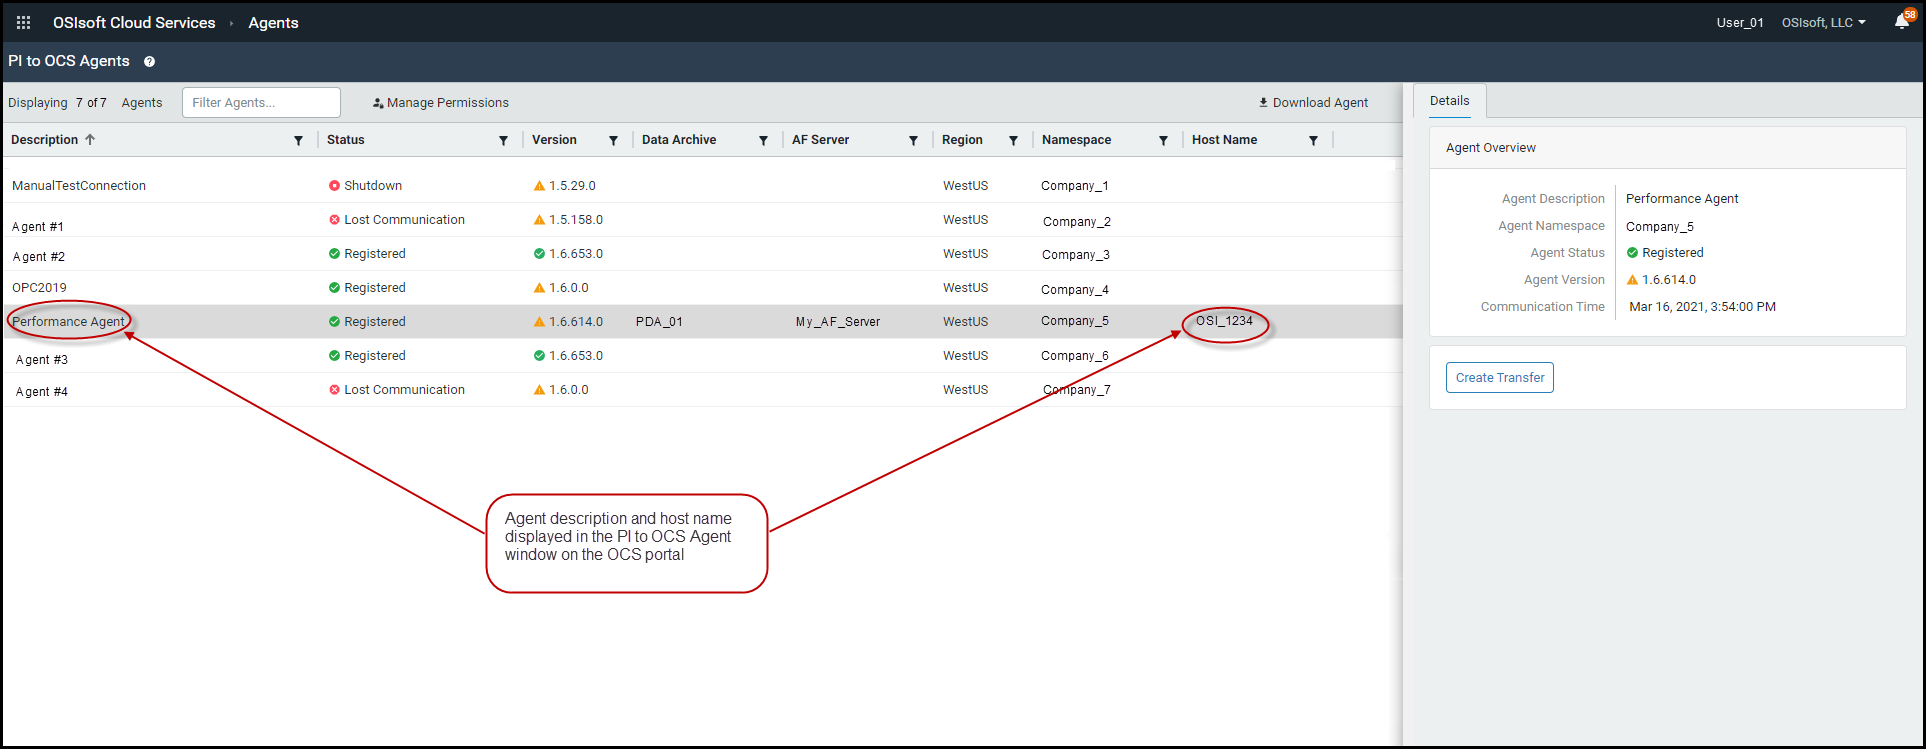 OSIsoft Cloud Services › Agents User_01 OSIsoft, LLC 58
PI to OCS Agents ?
Displaying 7 of 7 Agents Filter Agents... Manage Permissions Download Agent
Details
Description Status Version Data Archive AF Server Region Namespace Host Name
ManualTestConnection Shutdown 1.5.29.0 WestUS Company_1
Agent #1 Lost Communication 1.5.158.0 WestUS Company_2
Agent #2 Registered 1.6.653.0 WestUS Company_3
OPC2019 Registered 1.6.0.0 WestUS Company_4
Performance Agent Registered 1.6.614.0 PDA_01 My_AF_Server WestUS Company_5 OSI_1234
Agent #3 Registered 1.6.653.0 WestUS Company_6
Agent #4 Lost Communication 1.6.0.0 WestUS Company_7
Agent description and host name
displayed in the PI to OCS Agent
window on the OCS portal
Agent Overview
Agent Description Performance Agent
Agent Namespace Company_5
Agent Status Registered
Agent Version 1.6.614.0
Communication Time Mar 16, 2021, 3:54:00 PM
Create Transfer